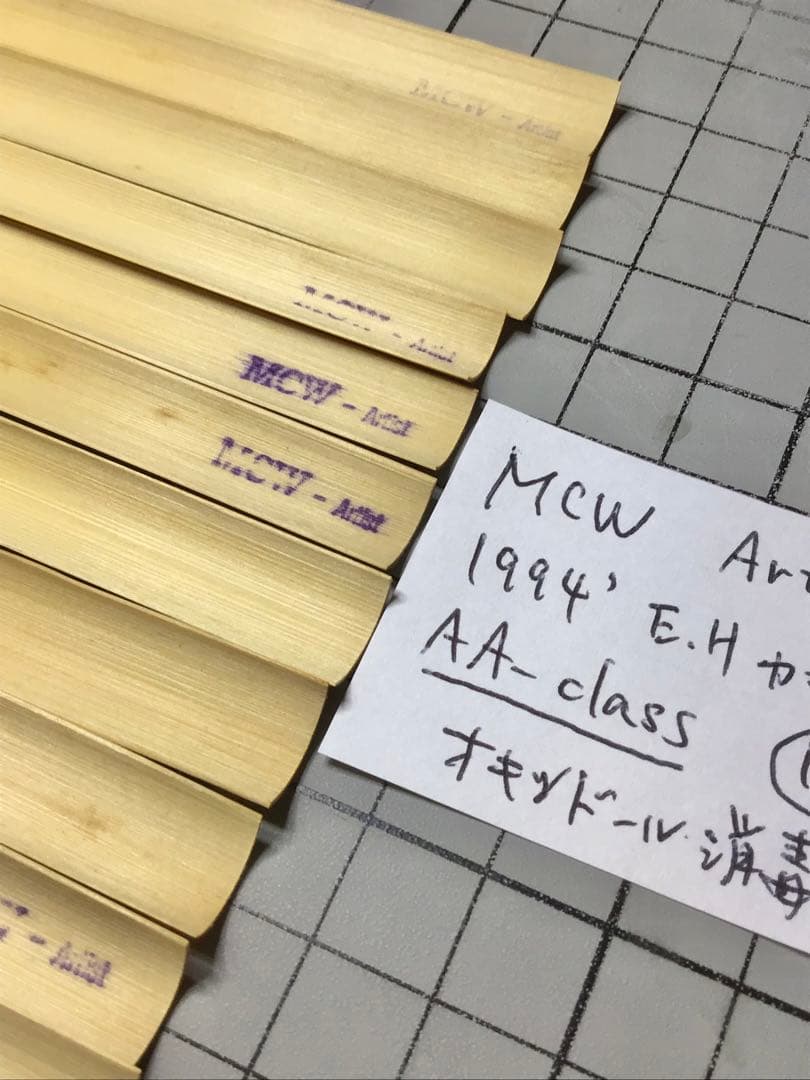 MCW - Artist
MCW - Artist
MCW - Artist
MCW - Artist
- Artist
MCW
1994' E.H
AA-class
オキツドール消毒